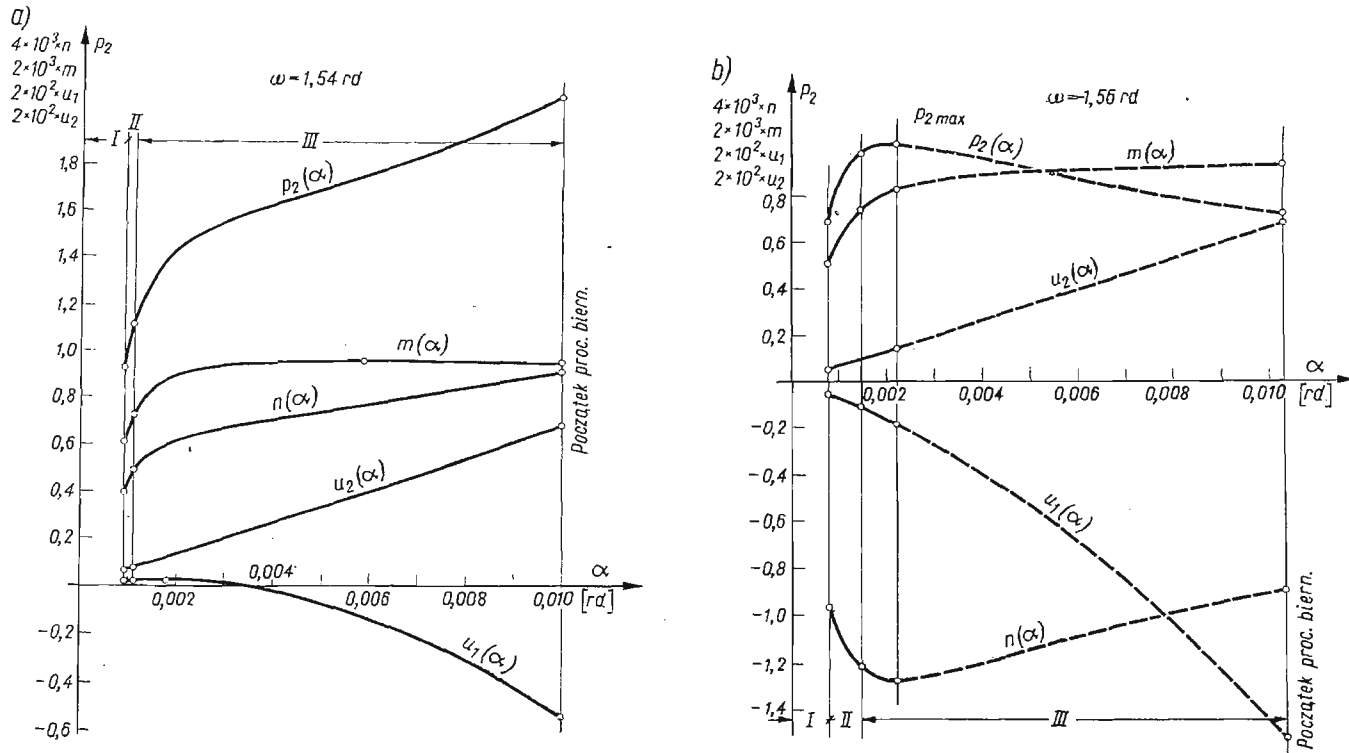 a)
4×10³×n
2×10³×m
2×10²×u₁
2×10²×u₂
p₂
ω=1,54 rd
I
II
III
1,8
1,6
1,4
1,2
1,0
0,8
0,6
0,4
0,2
0
-0,2
-0,4
-0,6
p₂(α)
m(α)
n(α)
u₂(α)
u₁(α)
0,002
0,004
0,006
0,008
0,010
α
[rd]
Początek proc. biern.
b)
4×10³×n
2×10³×m
2×10²×u₁
2×10²×u₂
p₂
ω=1,56 rd
p₂ max
p₂(α)
m(α)
u₂(α)
u₁(α)
n(α)
0,8
0,6
0,4
0,2
0
-0,2
-0,4
-0,6
-0,8
-1,0
-1,2
-1,4
0,002
0,004
0,006
0,008
0,010
α
[rd]
I
II
III
Początek proc. biern.